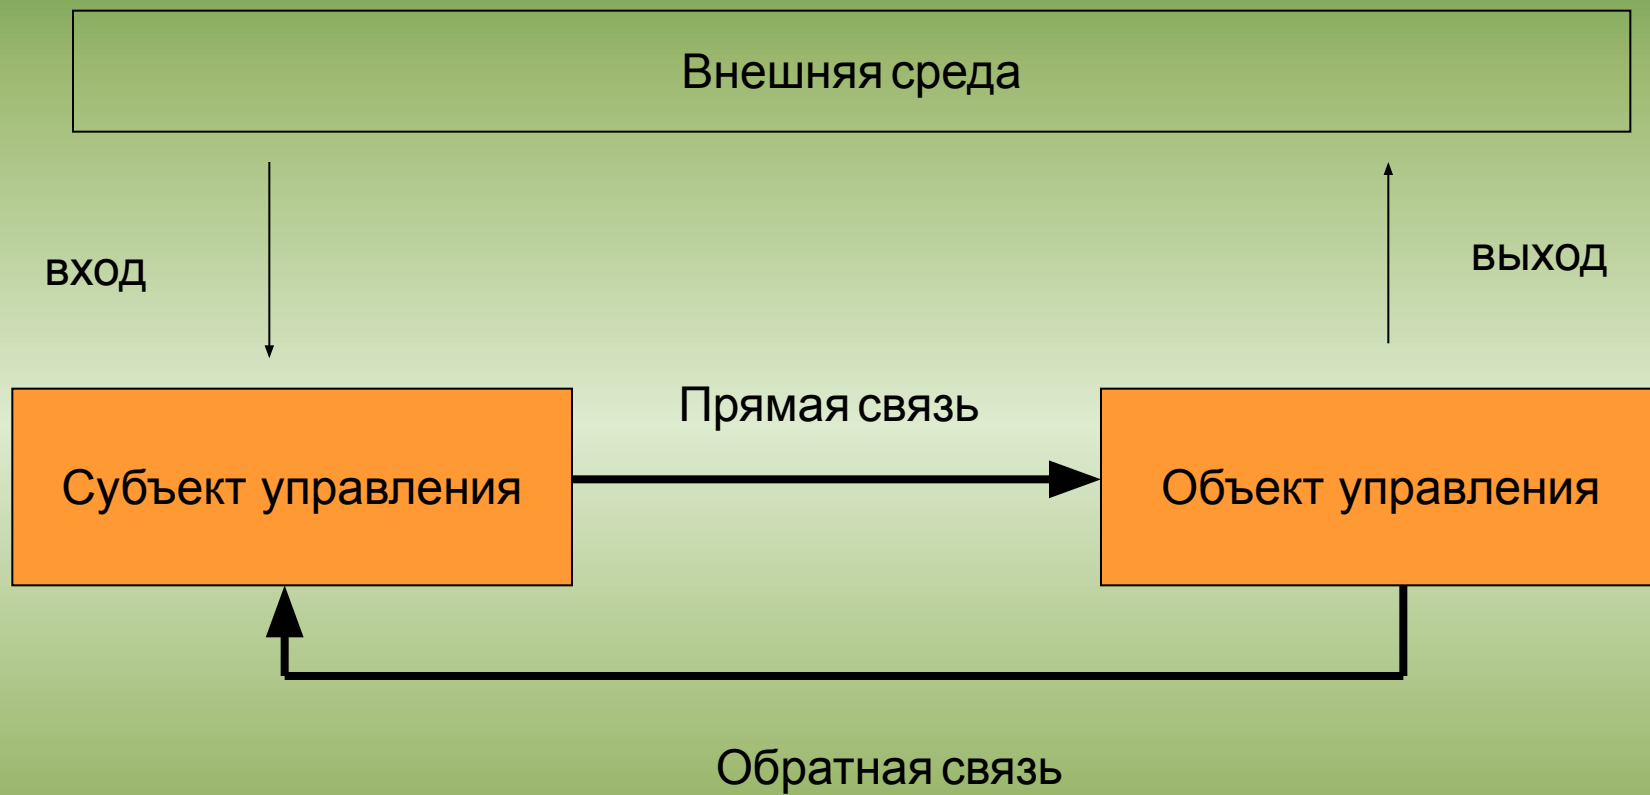 Внешняя среда
вход
выход
Прямая связь
Субъект управления
Объект управления
Обратная связь